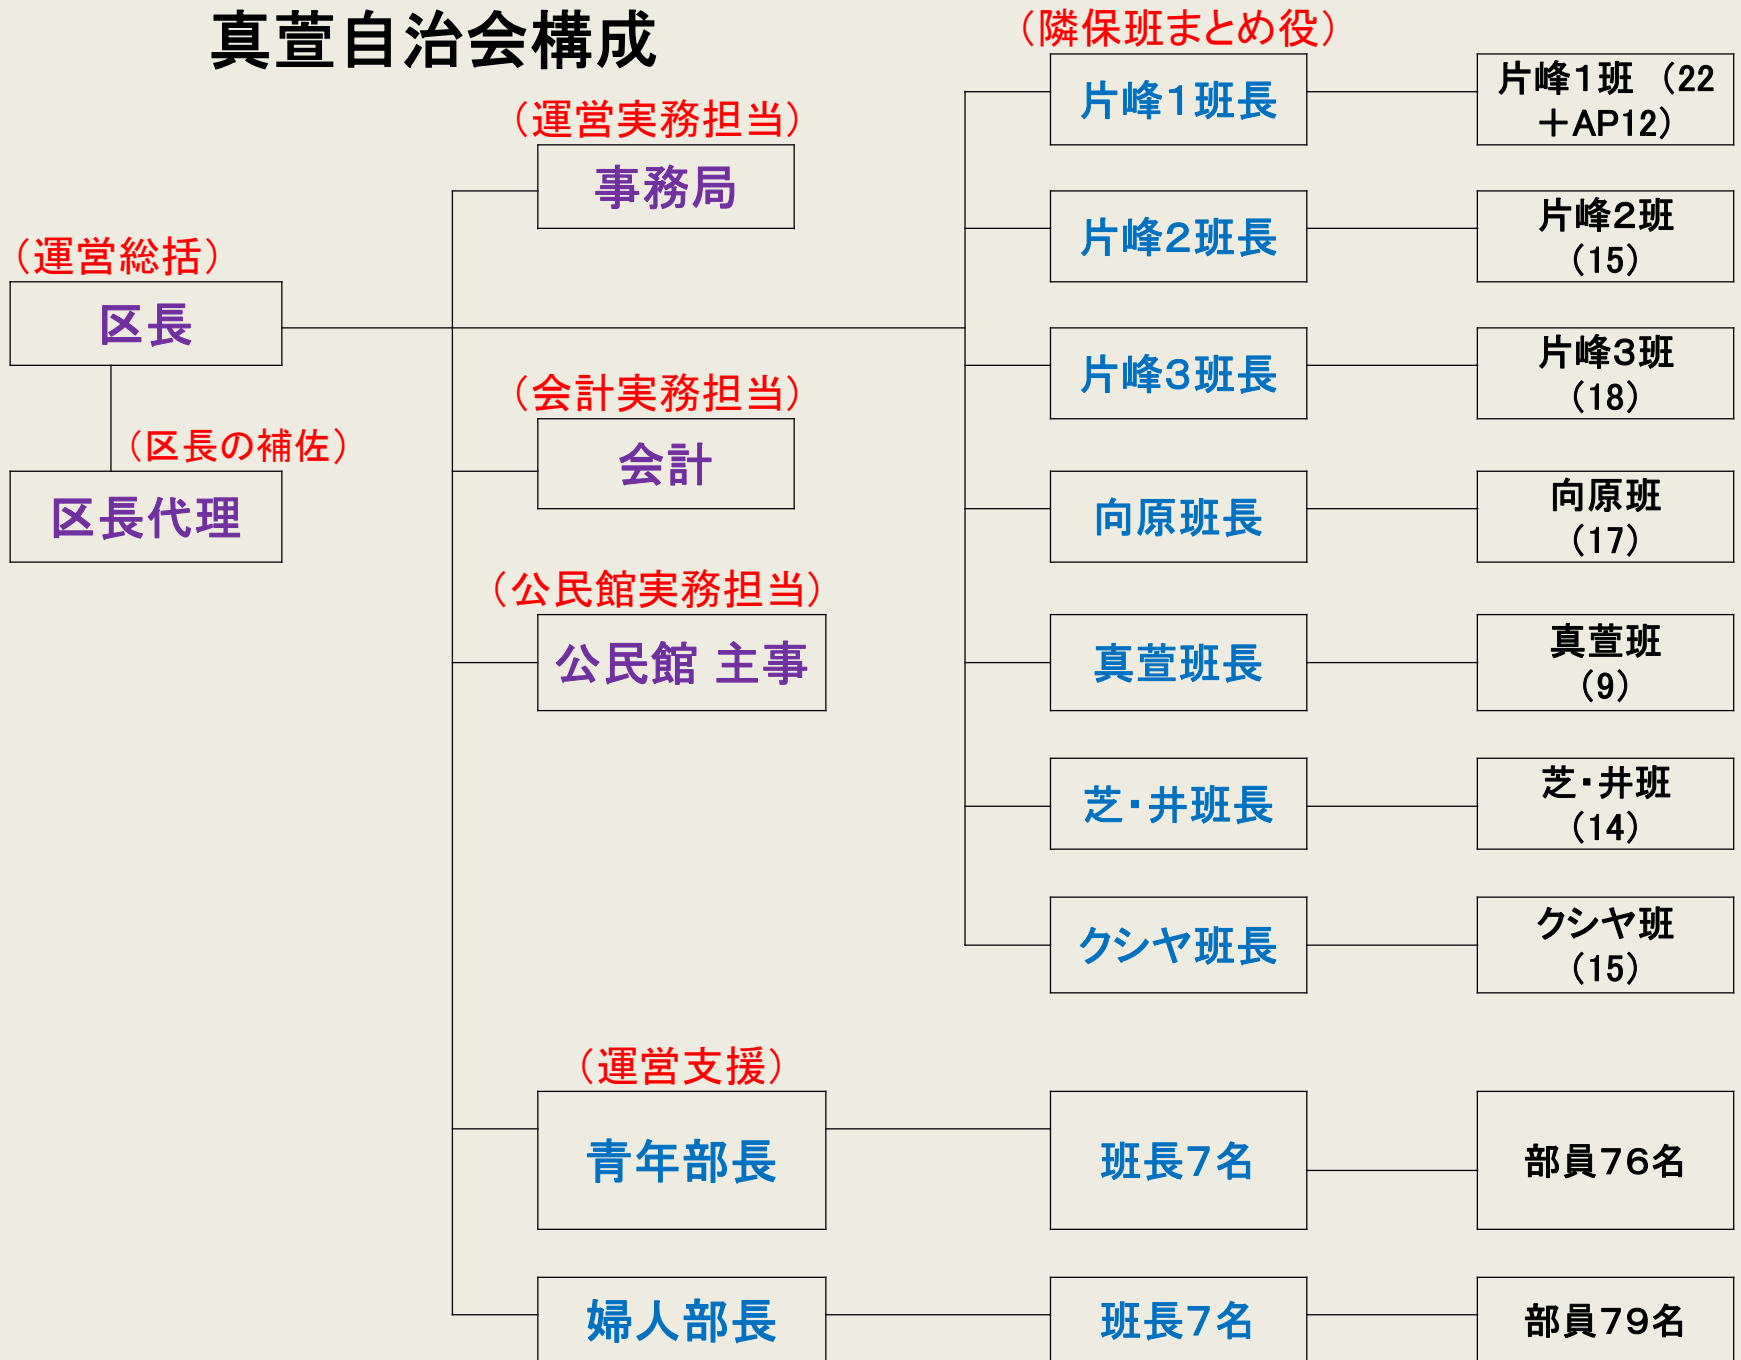 真萱自治会構成
（運営総括）
区長
（区長の補佐）
区長代理
（運営実務担当）
事務局
（会計実務担当）
会計
（公民館実務担当）
公民館 主事
（隣保班まとめ役）
片峰１班長
片峰１班 （22
＋AP12）
片峰２班長
片峰２班
（15）
片峰３班長
片峰３班
（18）
向原班長
向原班
（17）
真萱班長
真萱班
（9）
芝・井班長
芝・井班
（14）
クシヤ班長
クシヤ班
（15）
（運営支援）
青年部長
班長７名
部員７６名
婦人部長
班長７名
部員７９名